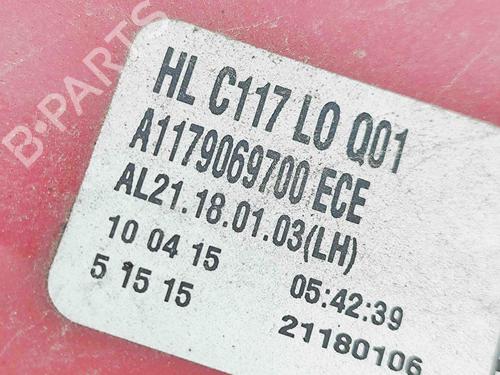 B-PARTS
HL C117 LO Q01
A1179069700 ECE
AL21.18.01.03(LH)
10 04 15 05:42:39
5 15 15 21180106